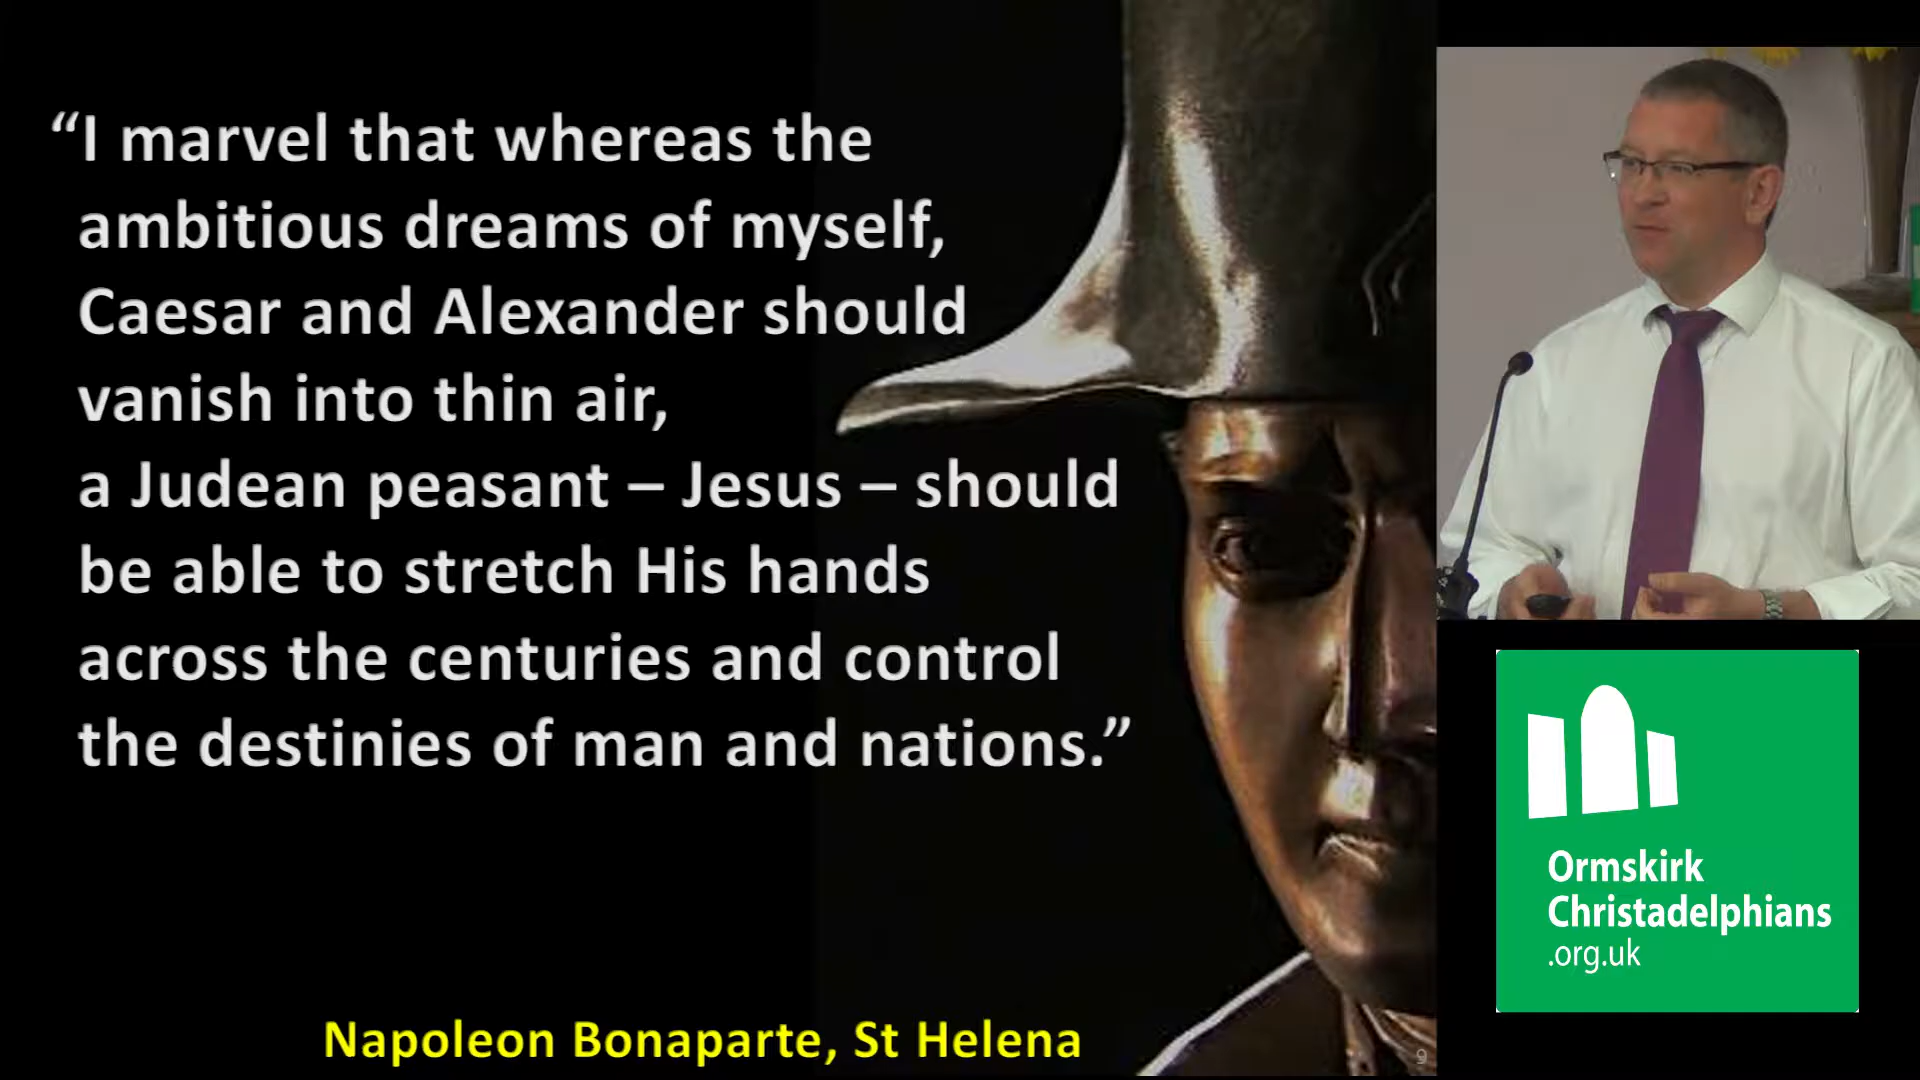 “I marvel that whereas the
ambitious dreams of myself,
Caesar and Alexander should
vanish into thin air,
a Judean peasant – Jesus – should
be able to stretch His hands
across the centuries and control
the destinies of man and nations.”
Napoleon Bonaparte, St Helena
9
Ormskirk
Christadelphians
.org.uk